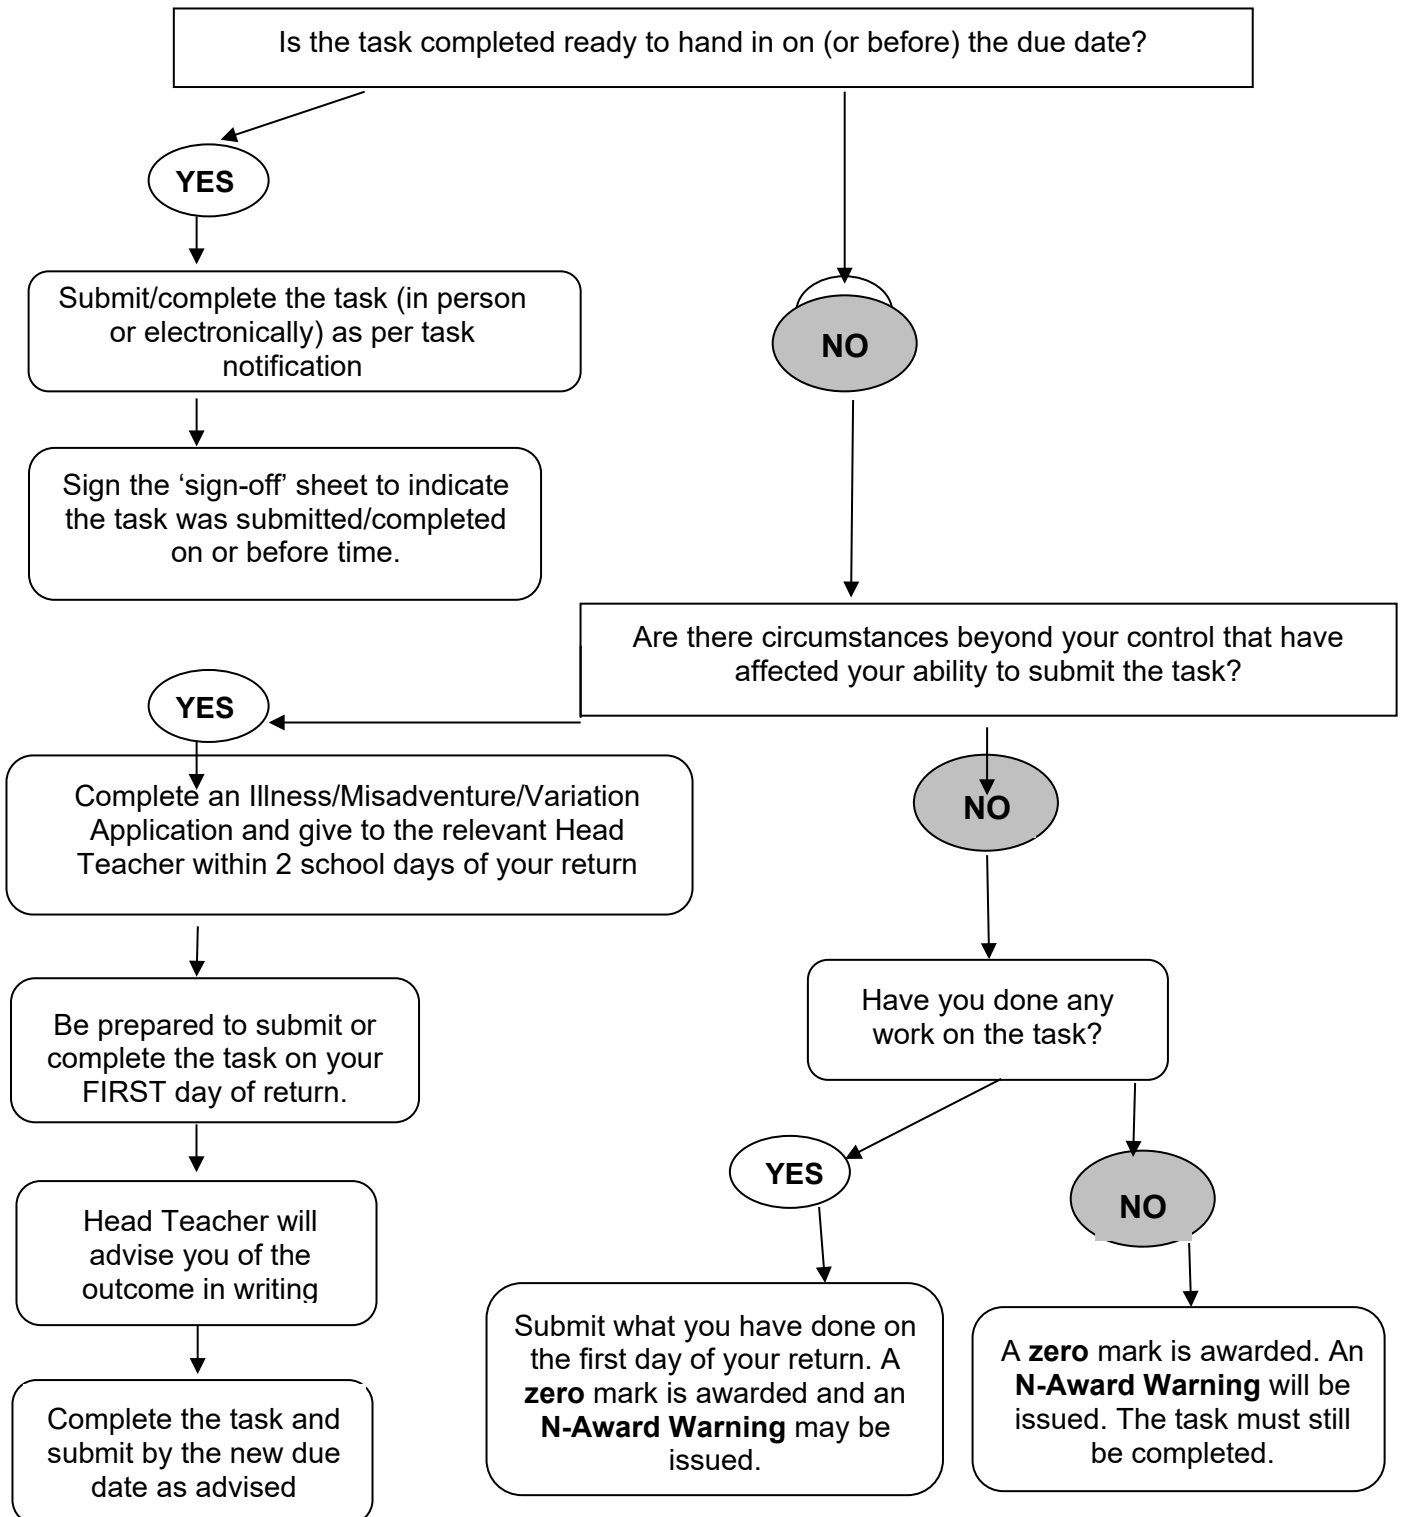 Is the task completed ready to hand in on (or before) the due date?
YES
Submit/complete the task (in person
or electronically) as per task
notification
NO
Sign the ‘sign-off’ sheet to indicate
the task was submitted/completed
on or before time.
Are there circumstances beyond your control that have
affected your ability to submit the task?
YES
Complete an Illness/Misadventure/Variation
Application and give to the relevant Head
Teacher within 2 school days of your return
NO
Be prepared to submit or
complete the task on your
FIRST day of return.
Have you done any
work on the task?
YES
NO
Head Teacher will
advise you of the
outcome in writing
Submit what you have done on
the first day of your return. A
zero mark is awarded and an
N-Award Warning may be
issued.
A zero mark is awarded. An
N-Award Warning will be
issued. The task must still
be completed.
Complete the task and
submit by the new due
date as advised